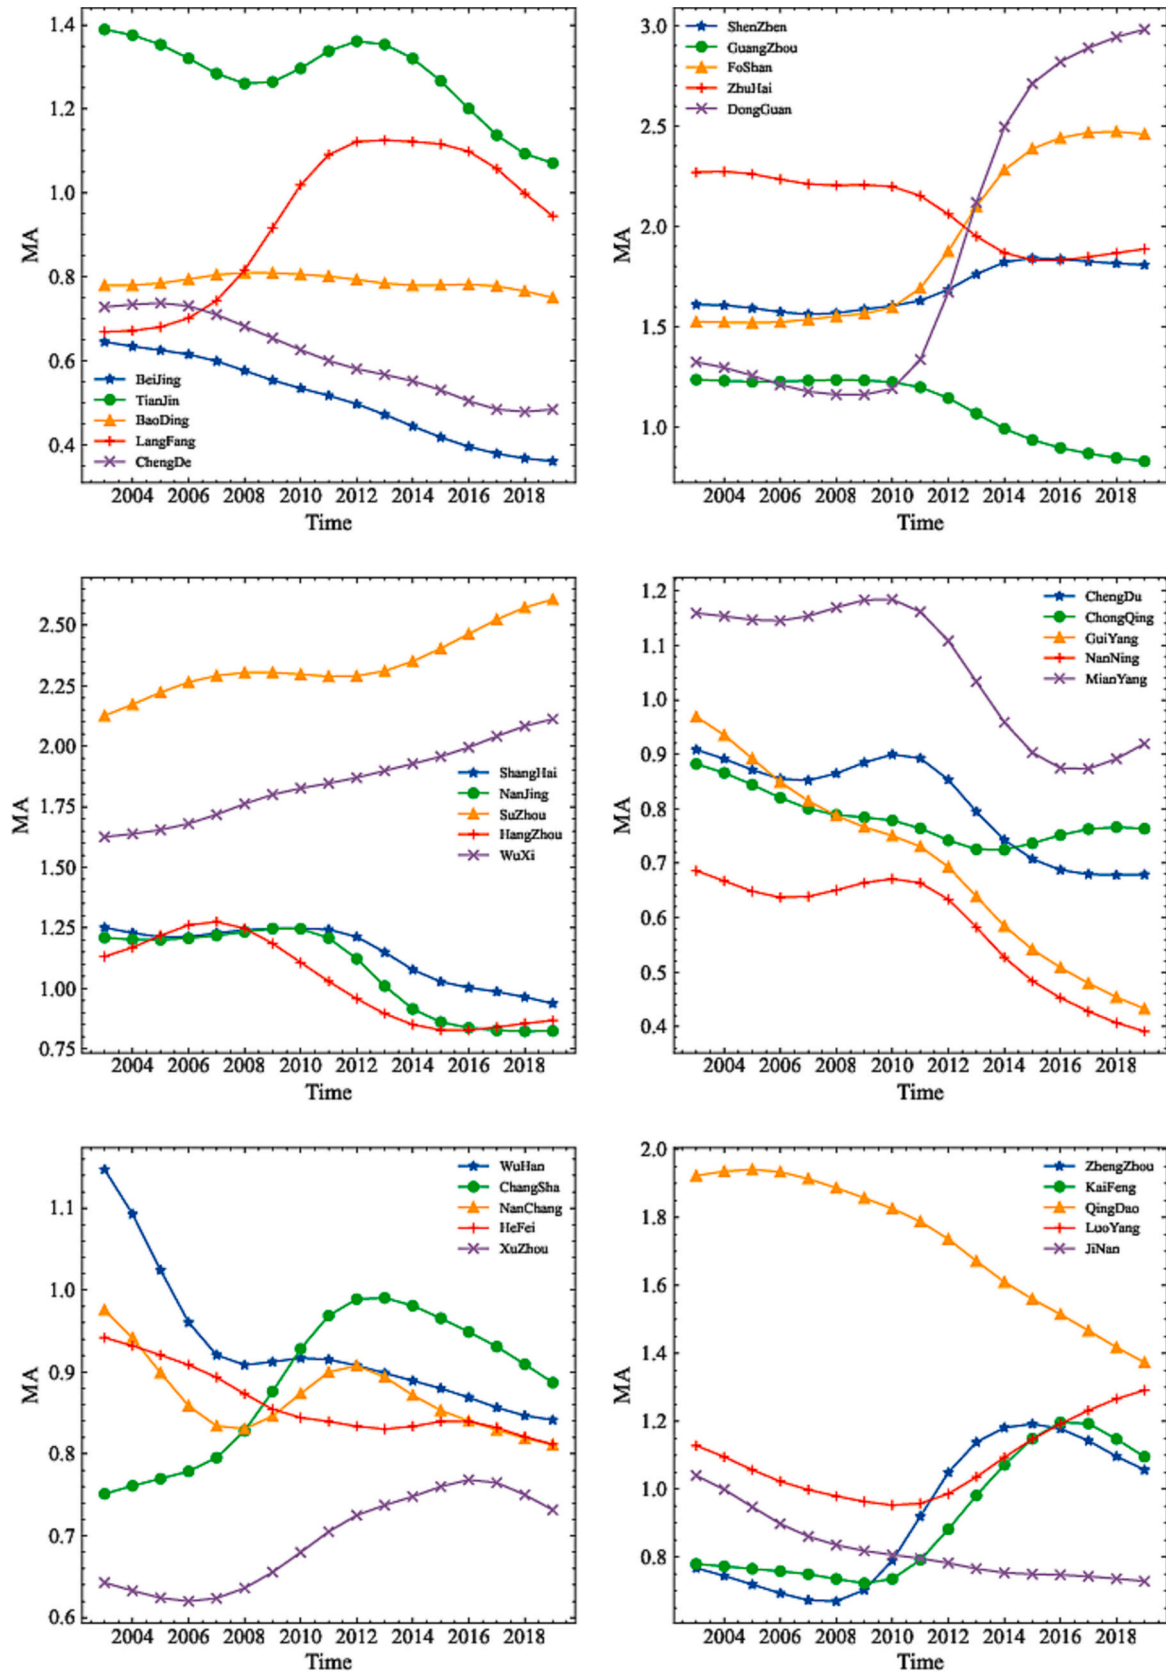 1.4
1.2
1.0
0.8
0.6
0.4
MA
BeiJing
TianJin
BaoDing
LangFang
ChengDe
2004 2006 2008 2010 2012 2014 2016 2018
Time
3.0
2.5
2.0
1.5
1.0
MA
ShenZhen
GuangZhou
FoShan
ZhuHai
DongGuan
2004 2006 2008 2010 2012 2014 2016 2018
Time
2.50
2.25
2.00
1.75
1.50
1.25
1.00
0.75
MA
ShangHai
NanJing
SuZhou
HangZhou
WuXi
2004 2006 2008 2010 2012 2014 2016 2018
Time
1.2
1.1
1.0
0.9
0.8
0.7
0.6
0.5
0.4
MA
ChengDu
ChongQing
GuiYang
NanNing
MianYang
2004 2006 2008 2010 2012 2014 2016 2018
Time
1.1
1.0
0.9
0.8
0.7
0.6
MA
WuHan
ChangSha
NanChang
HeFei
XuZhou
2004 2006 2008 2010 2012 2014 2016 2018
Time
2.0
1.8
1.6
1.4
1.2
1.0
0.8
MA
ZhengZhou
KaiFeng
QingDao
LuoYang
JiNan
2004 2006 2008 2010 2012 2014 2016 2018
Time